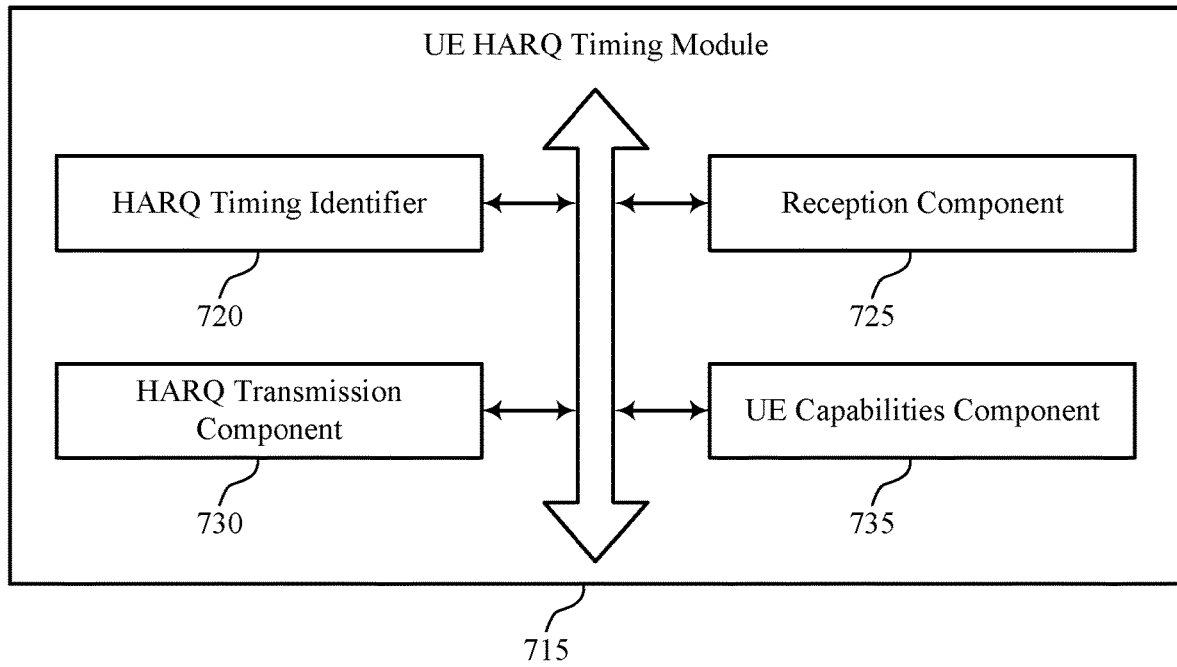 UE HARQ Timing Module
HARQ Timing Identifier
720
Reception Component
725
HARQ Transmission
Component
730
UE Capabilities Component
735
715